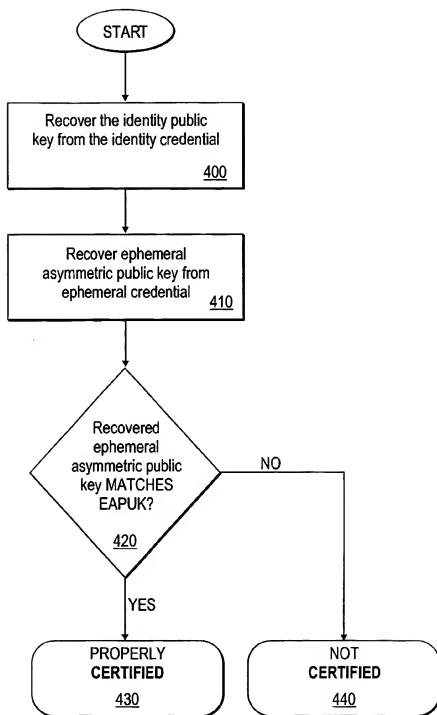 START
Recover the identity public
key from the identity credential
400
Recover ephemeral
asymmetric public key from
ephemeral credential
410
Recovered
ephemeral
asymmetric public
key MATCHES
EAPUK?
420
NO
YES
PROPERLY
CERTIFIED
430
NOT
CERTIFIED
440